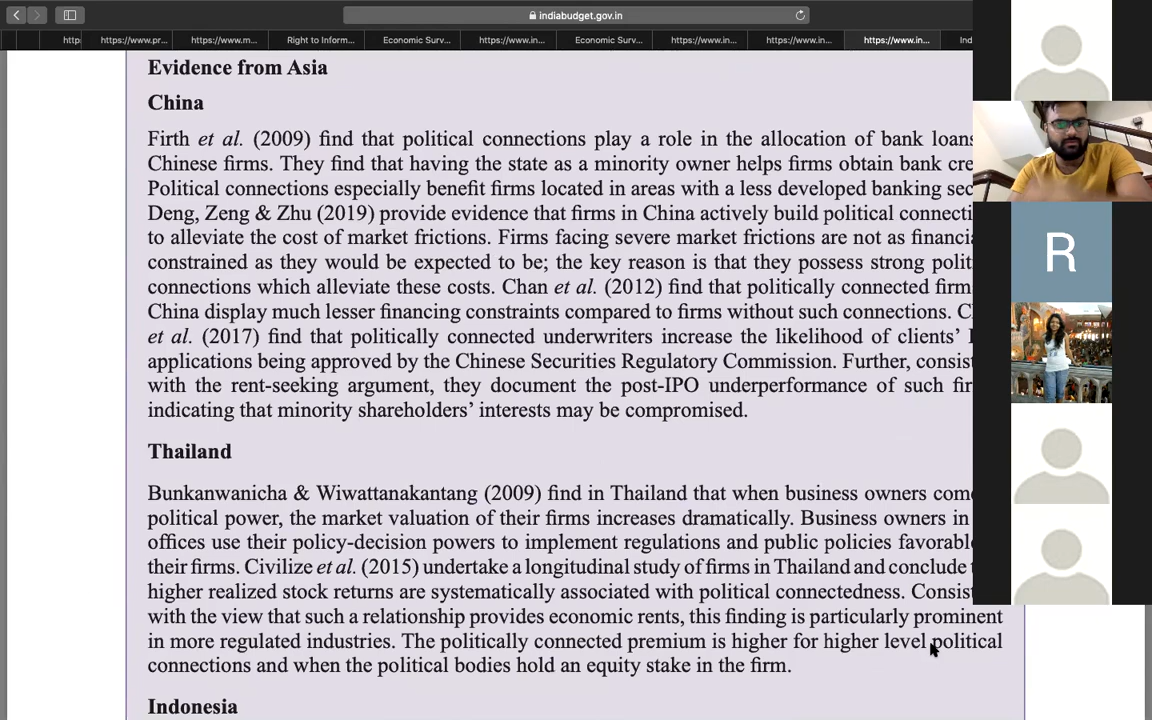 indiabudget.gov.in
http
https://www.pr...
https://www.m...
Right to Inform...
Economic Surv...
https://www.in...
Economic Surv...
https://www.in...
https://www.in...
https://www.in...
Ind
Evidence from Asia
China
Firth et al. (2009) find that political connections play a role in the allocation of bank loans
Chinese firms. They find that having the state as a minority owner helps firms obtain bank cre
Political connections especially benefit firms located in areas with a less developed banking sec
Deng, Zeng & Zhu (2019) provide evidence that firms in China actively build political connecti
to alleviate the cost of market frictions. Firms facing severe market frictions are not as financia
constrained as they would be expected to be; the key reason is that they possess strong polit
connections which alleviate these costs. Chan et al. (2012) find that politically connected firm
China display much lesser financing constraints compared to firms without such connections. C
et al. (2017) find that politically connected underwriters increase the likelihood of clients’ I
applications being approved by the Chinese Securities Regulatory Commission. Further, consist
with the rent-seeking argument, they document the post-IPO underperformance of such fir
indicating that minority shareholders’ interests may be compromised.
Thailand
Bunkanwanicha & Wiwattanakantang (2009) find in Thailand that when business owners com
political power, the market valuation of their firms increases dramatically. Business owners in
offices use their policy-decision powers to implement regulations and public policies favorabl
their firms. Civilize et al. (2015) undertake a longitudinal study of firms in Thailand and conclude
higher realized stock returns are systematically associated with political connectedness. Consist
with the view that such a relationship provides economic rents, this finding is particularly prominent
in more regulated industries. The politically connected premium is higher for higher level political
connections and when the political bodies hold an equity stake in the firm.
Indonesia
R